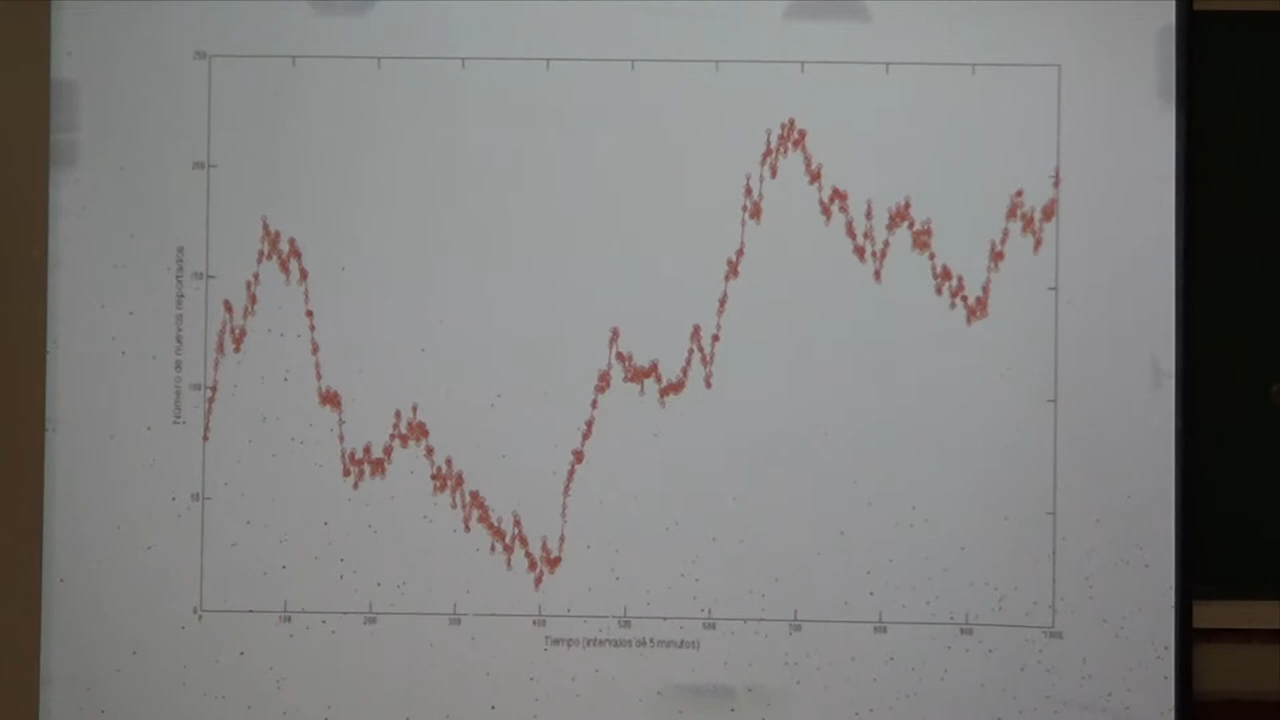 250
200
150
100
50
0
Número de nuevos reportados
0 100 200 300 400 500 600 700 800 900 1000
Tiempo (intervalos de 5 minutos)